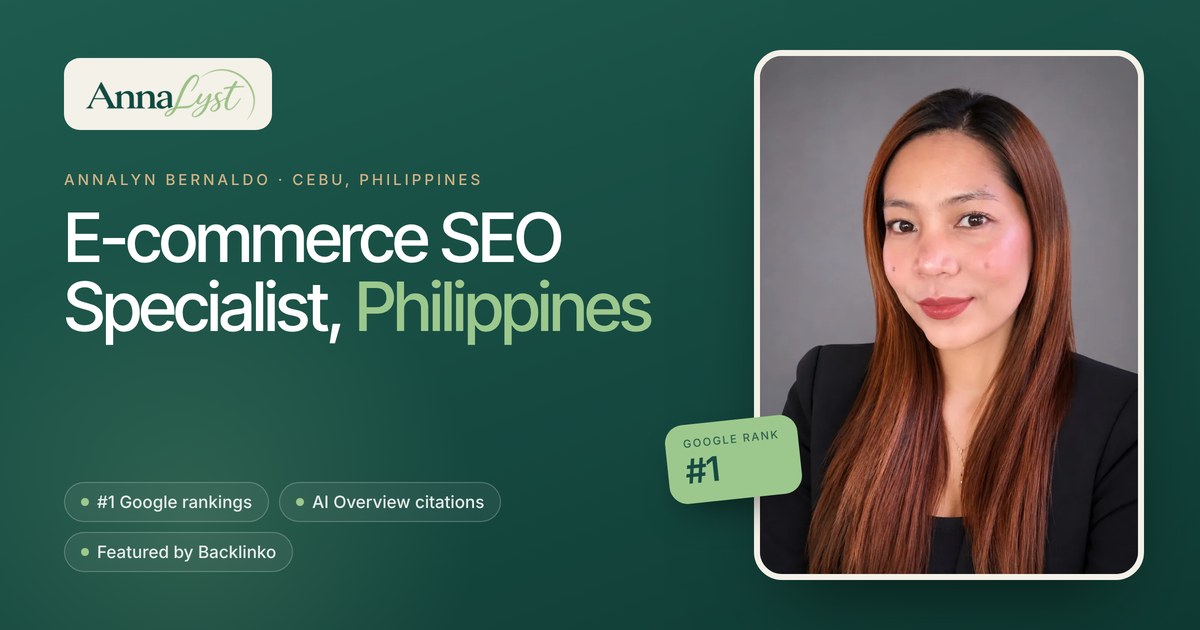 AnnaLyst
ANNALYN BERNALDO · CEBU, PHILIPPINES
E-commerce SEO
Specialist, Philippines
#1 Google rankings
AI Overview citations
Featured by Backlinko
GOOGLE RANK
#1